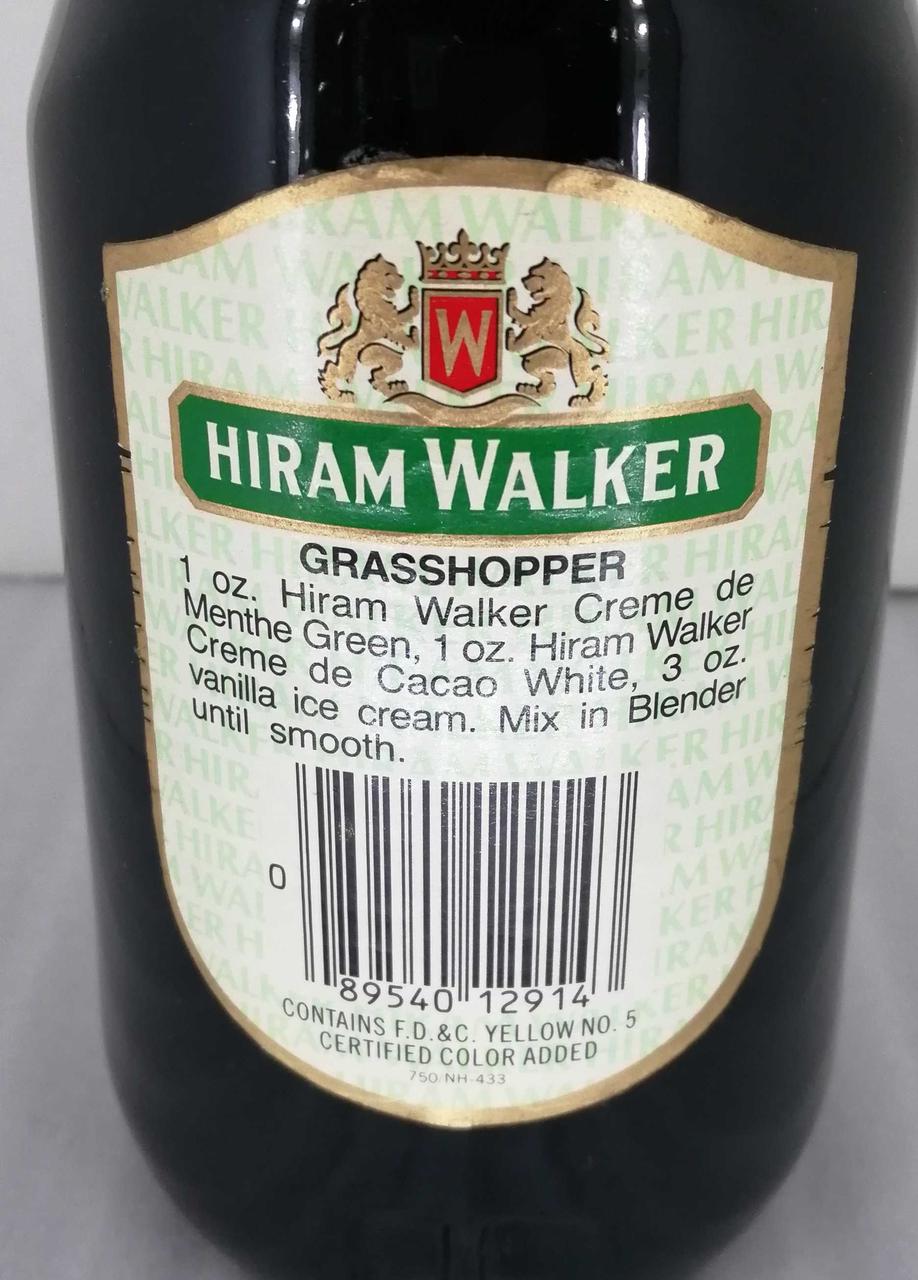 W
HIRAM WALKER
GRASSHOPPER
1 oz. Hiram Walker Creme de
Menthe Green, 1 oz. Hiram Walker
Creme de Cacao White, 3 oz.
vanilla ice cream. Mix in Blender
until smooth.
0
89540 12914
CONTAINS F.D.&C. YELLOW NO. 5
CERTIFIED COLOR ADDED
750 NH-433